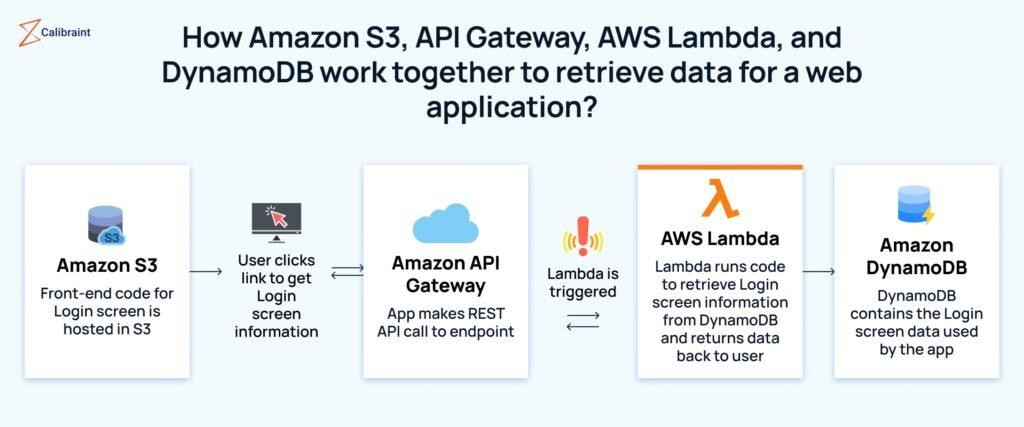 Calibraint
How Amazon S3, API Gateway, AWS Lambda, and
DynamoDB work together to retrieve data for a web
application?
S3
Amazon S3
Front-end code for
Login screen is
hosted in S3
User clicks
link to get
Login
screen
information
Amazon API
Gateway
App makes REST
API call to endpoint
Lambda is
triggered
λ
AWS Lambda
Lambda runs code
to retrieve Login
screen information
from DynamoDB
and returns data
back to user
Amazon
DynamoDB
DynamoDB
contains the Login
screen data used
by the app